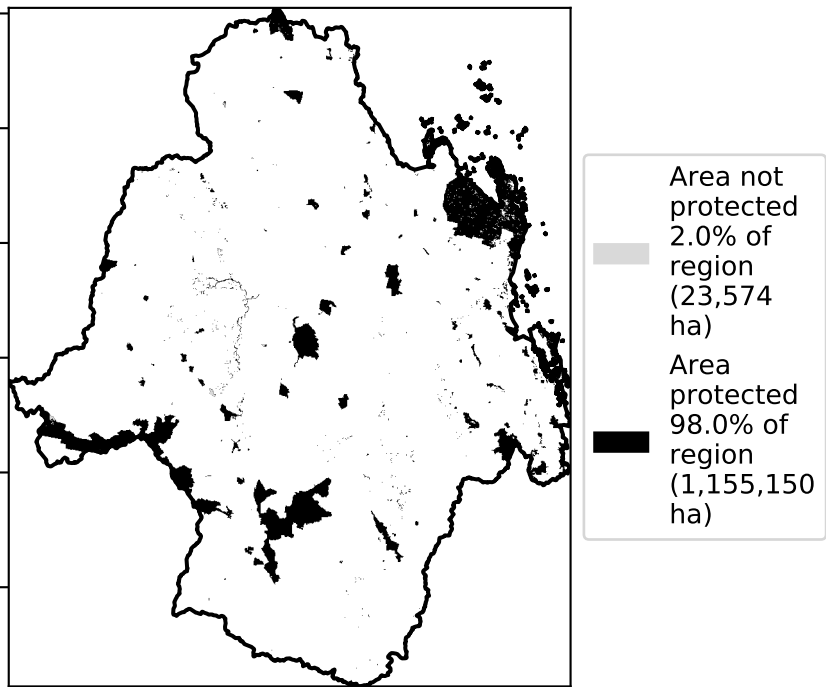 Area not
protected
2.0% of
region
(23,574
ha)
Area
protected
98.0% of
region
(1,155,150
ha)